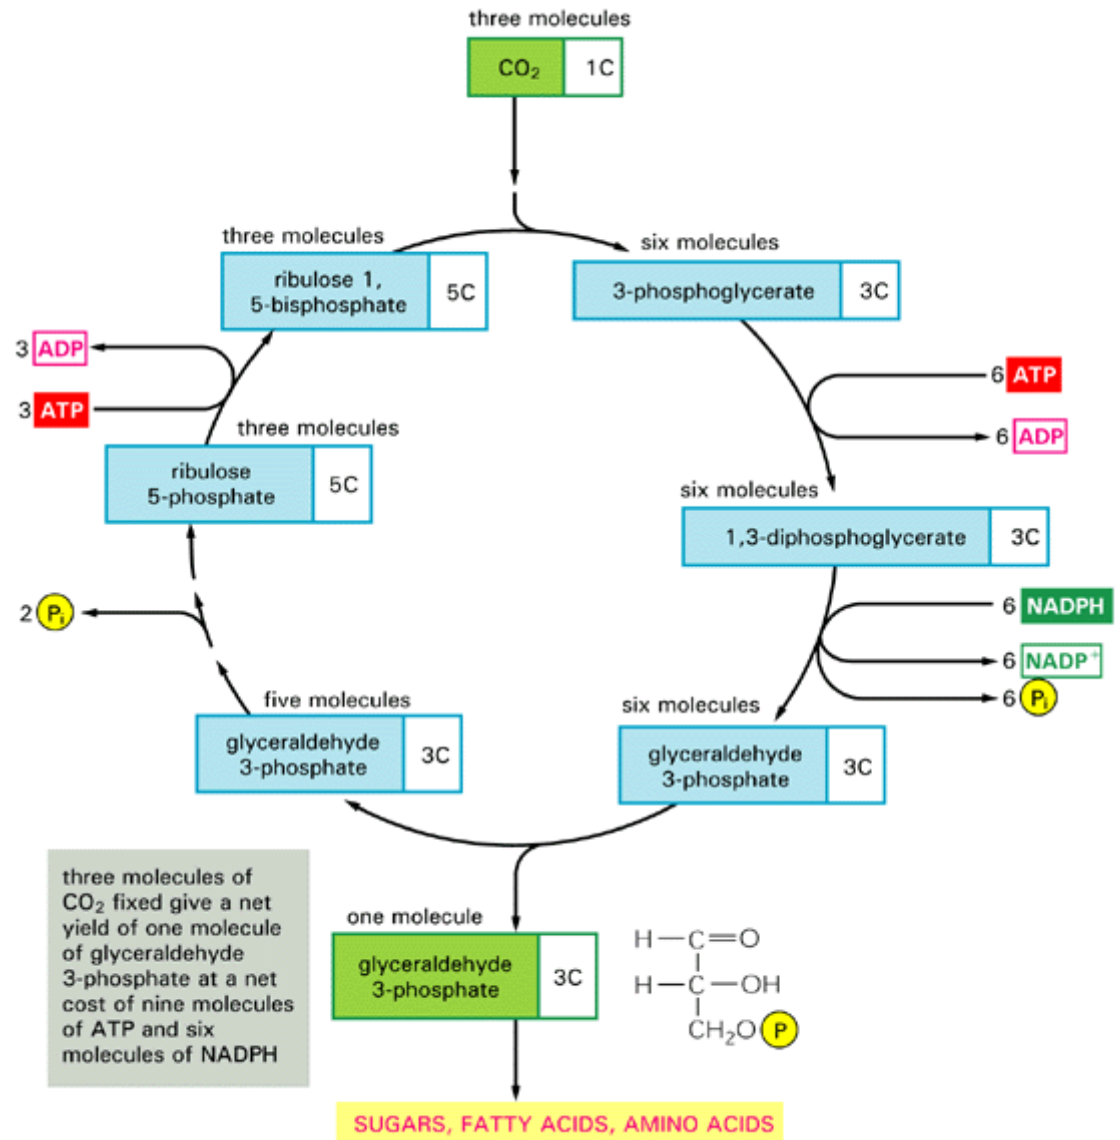 three molecules
CO₂ 1C
three molecules
ribulose 1,
5-bisphosphate
5C
six molecules
3-phosphoglycerate 3C
3 ADP
3 ATP
6 ATP
6 ADP
three molecules
ribulose
5-phosphate
5C
six molecules
1,3-diphosphoglycerate 3C
2 Pᵢ
6 NADPH
6 NADP⁺
6 Pᵢ
five molecules
glyceraldehyde
3-phosphate
3C
six molecules
glyceraldehyde
3-phosphate
3C
three molecules of
CO₂ fixed give a net
yield of one molecule
of glyceraldehyde
3-phosphate at a net
cost of nine molecules
of ATP and six
molecules of NADPH
one molecule
glyceraldehyde
3-phosphate
3C
H—C=O
H—C—OH
CH₂O P
SUGARS, FATTY ACIDS, AMINO ACIDS